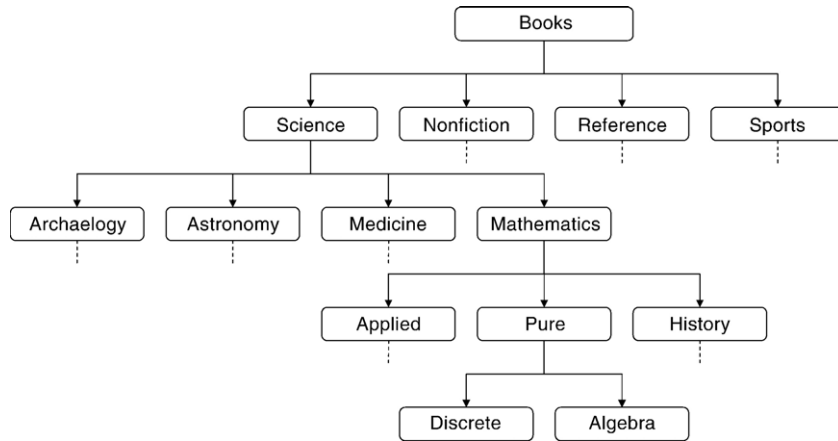 Books
Science
Nonfiction
Reference
Sports
Archaelogy
Astronomy
Medicine
Mathematics
Applied
Pure
History
Discrete
Algebra